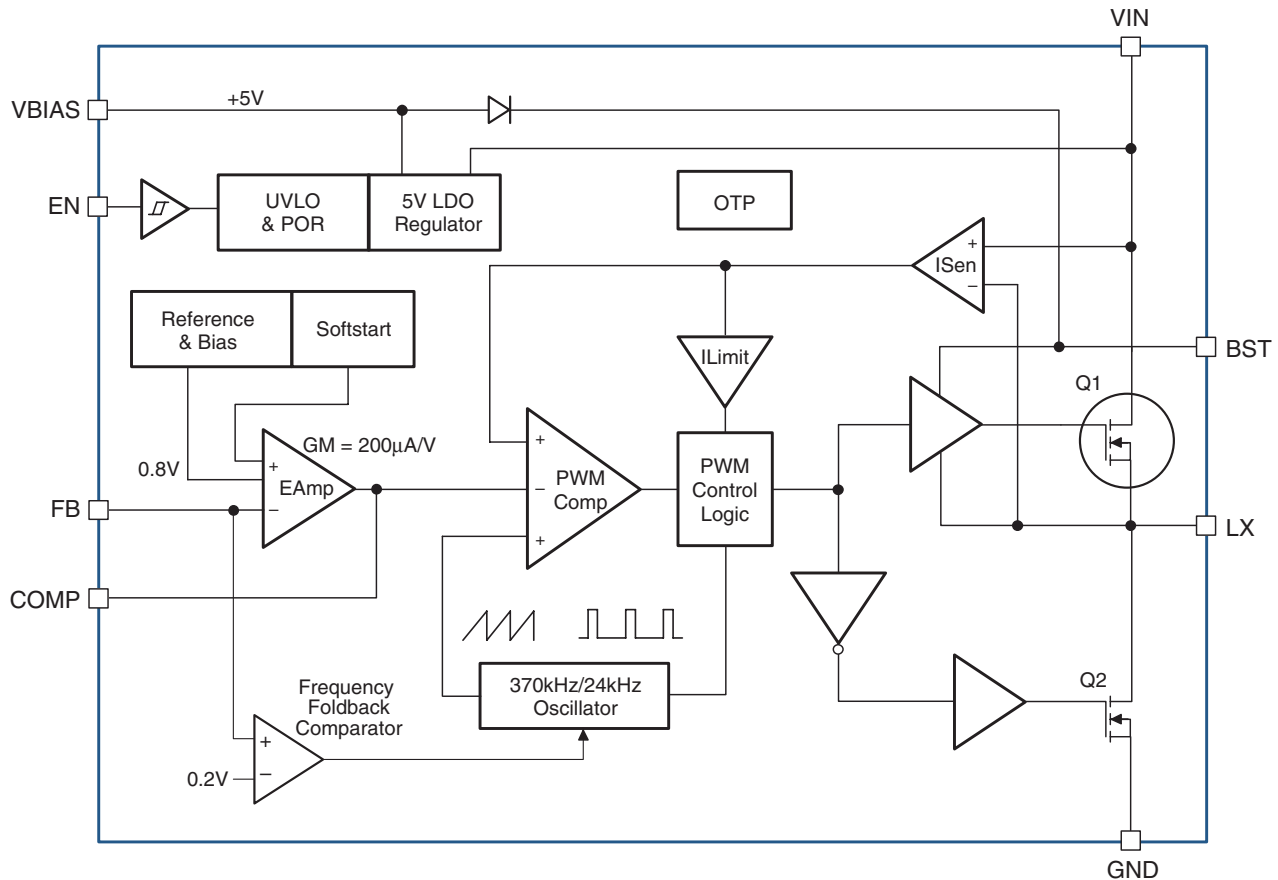 VIN
VBIAS
+5V
EN
UVLO
& POR
5V LDO
Regulator
OTP
+
ISen
−
Reference
& Bias
Softstart
ILimit
BST
Q1
GM = 200µA/V
0.8V
+
EAmp
−
+
−
PWM
Comp
+
PWM
Control
Logic
FB
LX
COMP
370kHz/24kHz
Oscillator
Frequency
Foldback
Comparator
Q2
+
0.2V
−
GND